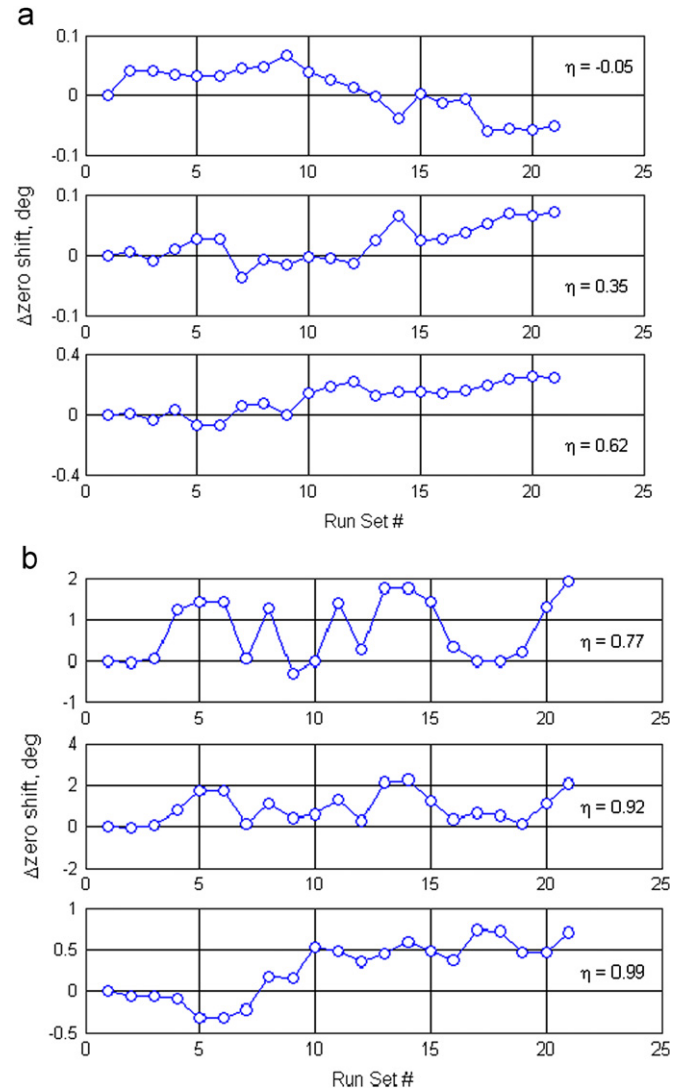 a
0.1
0
-0.1
η = -0.05
0 5 10 15 20 25
0.1
0
-0.1
η = 0.35
0 5 10 15 20 25
0.4
0
-0.4
η = 0.62
0 5 10 15 20 25
Δzero shift, deg
Run Set #
b
2
1
0
-1
η = 0.77
0 5 10 15 20 25
4
2
0
-2
η = 0.92
0 5 10 15 20 25
1
0.5
0
-0.5
η = 0.99
0 5 10 15 20 25
Δzero shift, deg
Run Set #